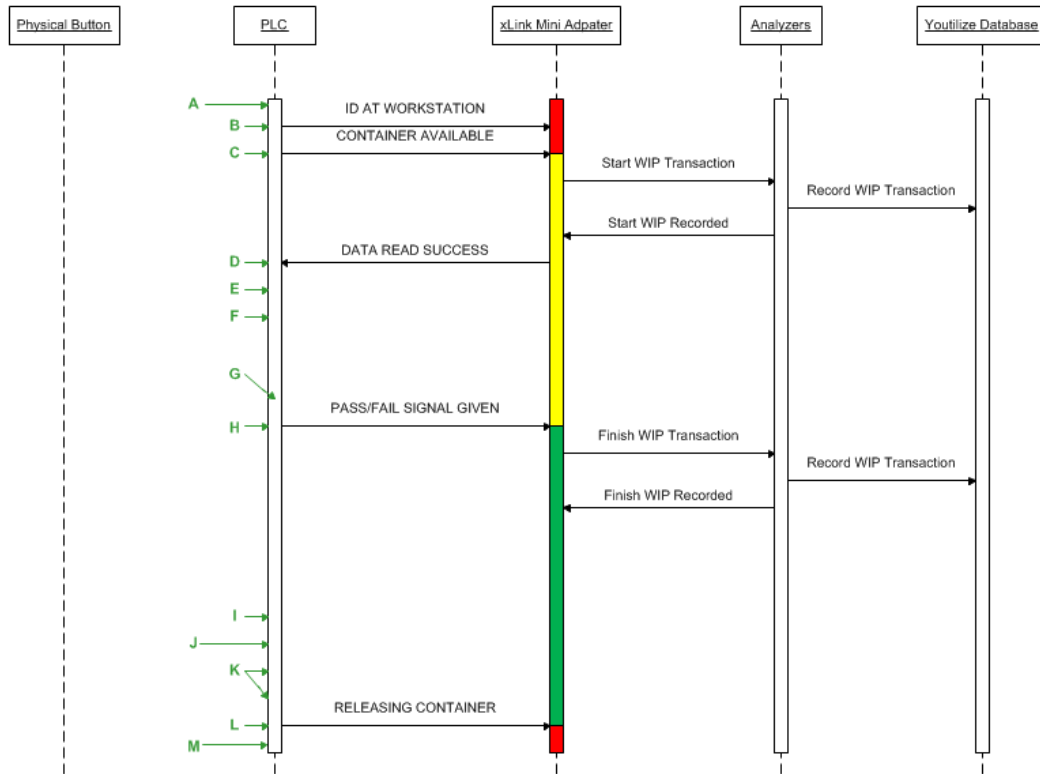 Physical Button
PLC
xLink Mini Adpater
Analyzers
Youtilize Database
A
ID AT WORKSTATION
B
CONTAINER AVAILABLE
C
Start WIP Transaction
Record WIP Transaction
Start WIP Recorded
DATA READ SUCCESS
D
E
F
G
PASS/FAIL SIGNAL GIVEN
H
Finish WIP Transaction
Record WIP Transaction
Finish WIP Recorded
I
J
K
RELEASING CONTAINER
L
M